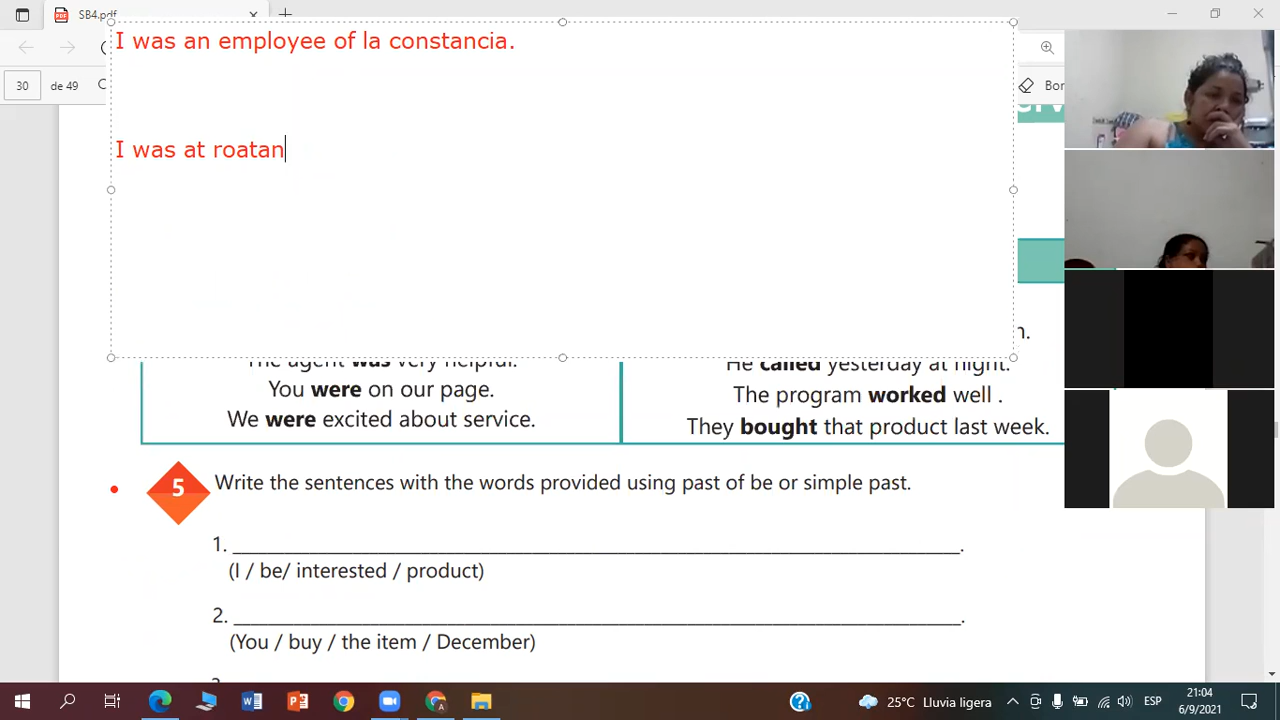 SB4.pdf
I was an employee of la constancia.
30
de 49
Bor
I was at roatan
n.
The agent was very helpful.
He called yesterday at night.
You were on our page.
The program worked well .
We were excited about service.
They bought that product last week.
5
Write the sentences with the words provided using past of be or simple past.
1. ______________________________________________.
(I / be/ interested / product)
2. ______________________________________________.
(You / buy / the item / December)
25°C Lluvia ligera
ESP
21:04
6/9/2021